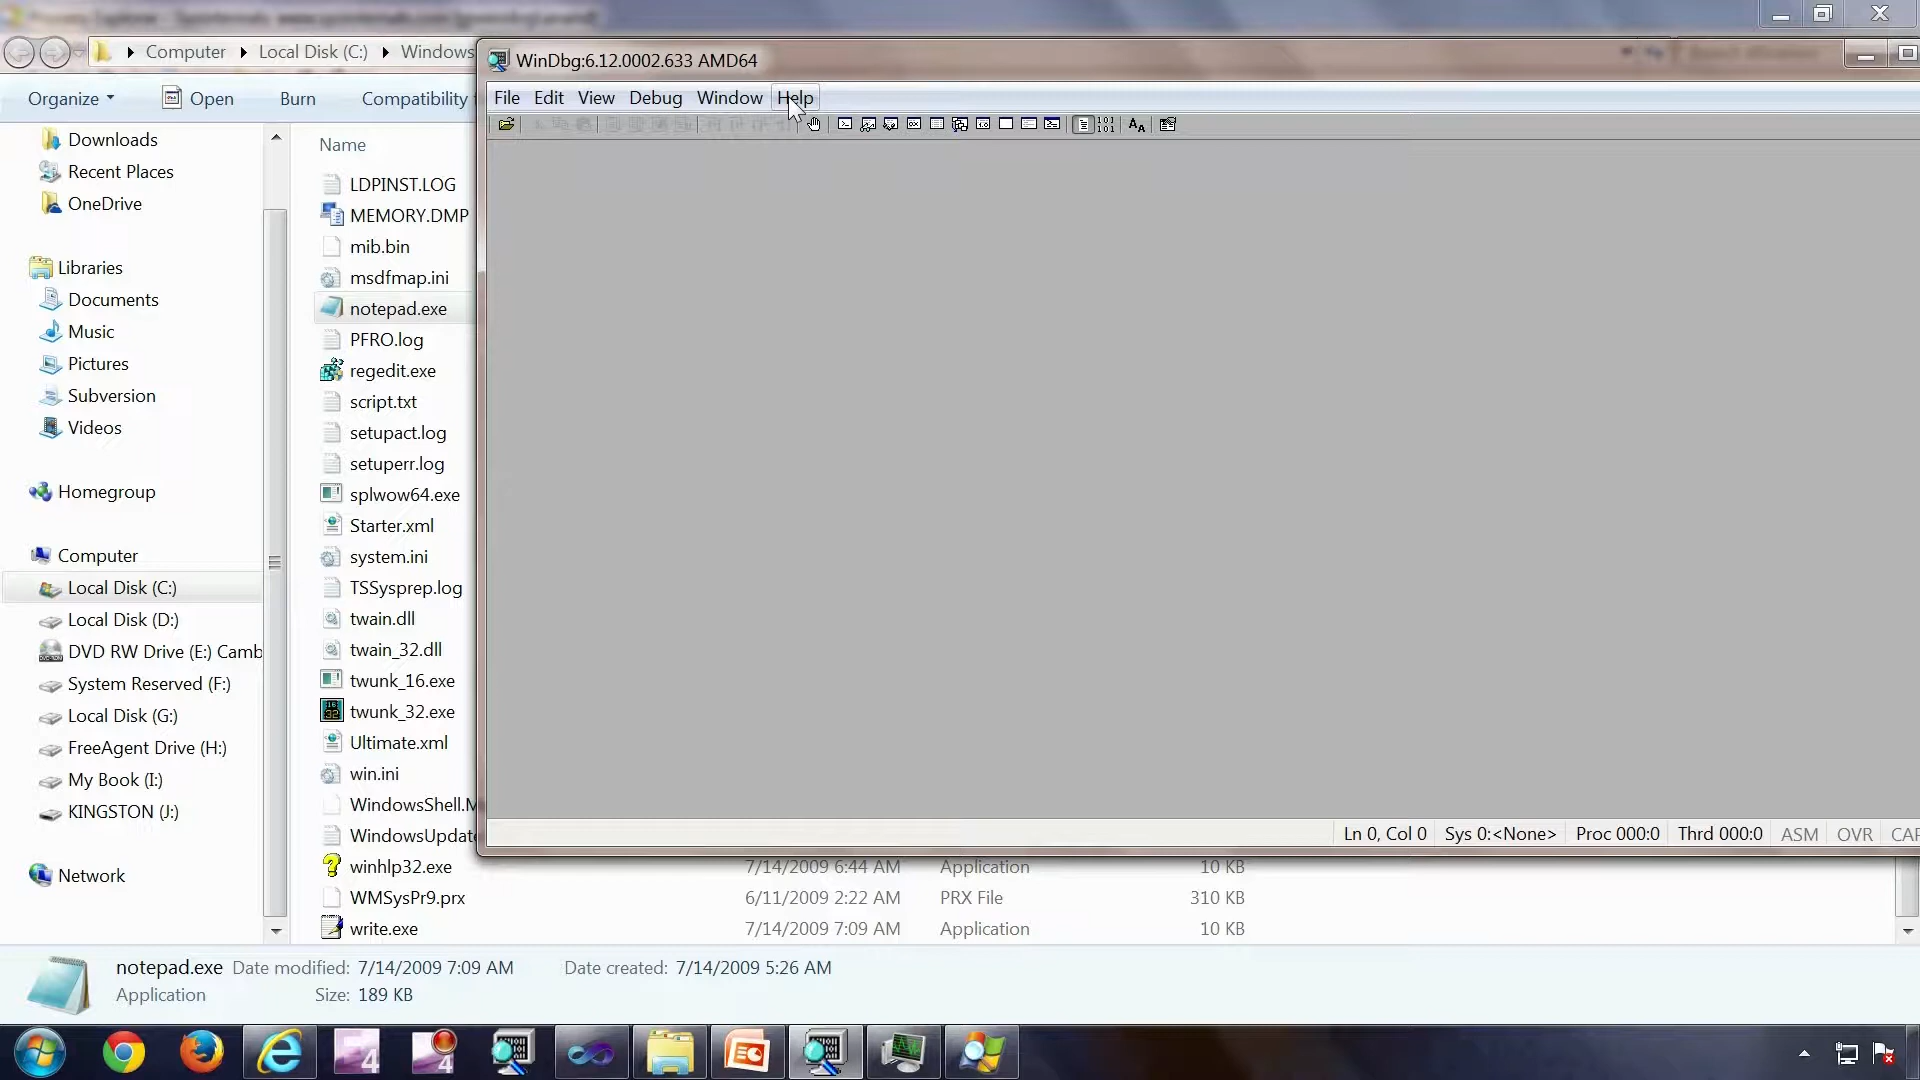 Computer Local Disk (C:) Windows
WinDbg:6.12.0002.633 AMD64
Organize Open Burn Compatibility
File Edit View Debug Window Help
Name
Downloads
Recent Places
OneDrive
Libraries
Documents
Music
Pictures
Subversion
Videos
Homegroup
Computer
Local Disk (C:)
Local Disk (D:)
DVD RW Drive (E:) Camb
System Reserved (F:)
Local Disk (G:)
FreeAgent Drive (H:)
My Book (I:)
KINGSTON (J:)
Network
LDPINST.LOG
MEMORY.DMP
mib.bin
msdfmap.ini
notepad.exe
PFRO.log
regedit.exe
script.txt
setupact.log
setuperr.log
splwow64.exe
Starter.xml
system.ini
TSSysprep.log
twain.dll
twain_32.dll
twunk_16.exe
twunk_32.exe
Ultimate.xml
win.ini
WindowsShell.M
WindowsUpdate
winhlp32.exe 7/14/2009 6:44 AM Application 10 KB
WMSysPr9.prx 6/11/2009 2:22 AM PRX File 310 KB
write.exe 7/14/2009 7:09 AM Application 10 KB
Ln 0, Col 0 Sys 0:<None> Proc 000:0 Thrd 000:0 ASM OVR CAP
notepad.exe Date modified: 7/14/2009 7:09 AM Date created: 7/14/2009 5:26 AM
Application Size: 189 KB